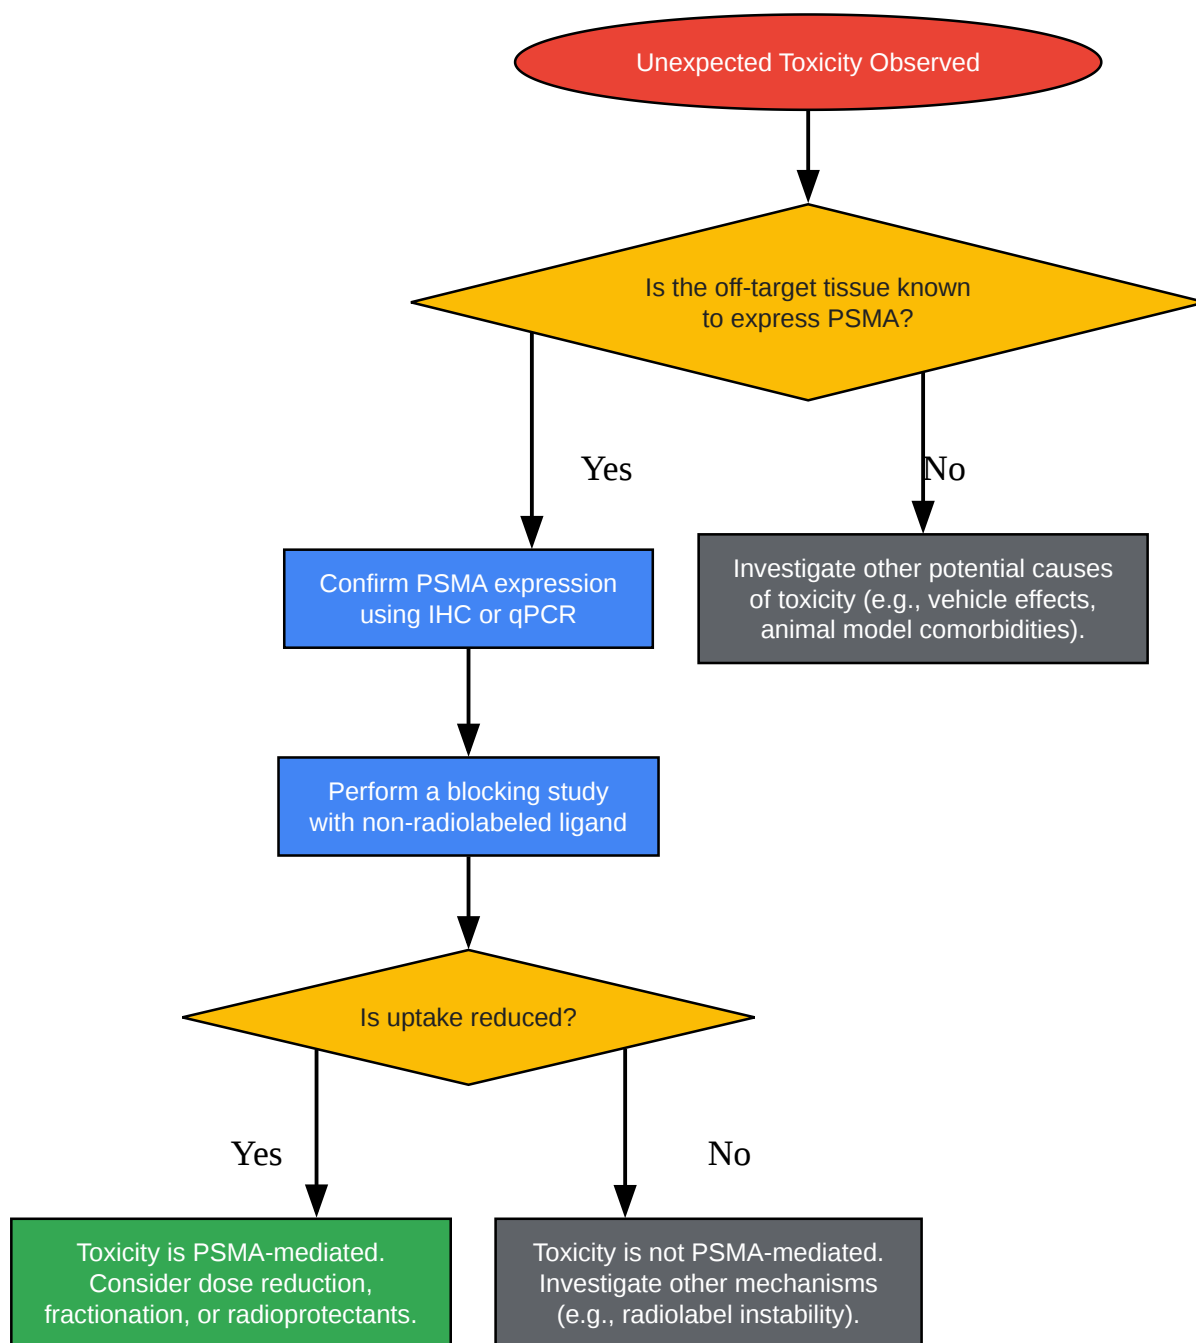 Unexpected Toxicity Observed
Is the off-target tissue known
to express PSMA?
Yes
No
Confirm PSMA expression
using IHC or qPCR
Investigate other potential causes
of toxicity (e.g., vehicle effects,
animal model comorbidities).
Perform a blocking study
with non-radiolabeled ligand
Is uptake reduced?
Yes
No
Toxicity is PSMA-mediated.
Consider dose reduction,
fractionation, or radioprotectants.
Toxicity is not PSMA-mediated.
Investigate other mechanisms
(e.g., radiolabel instability).